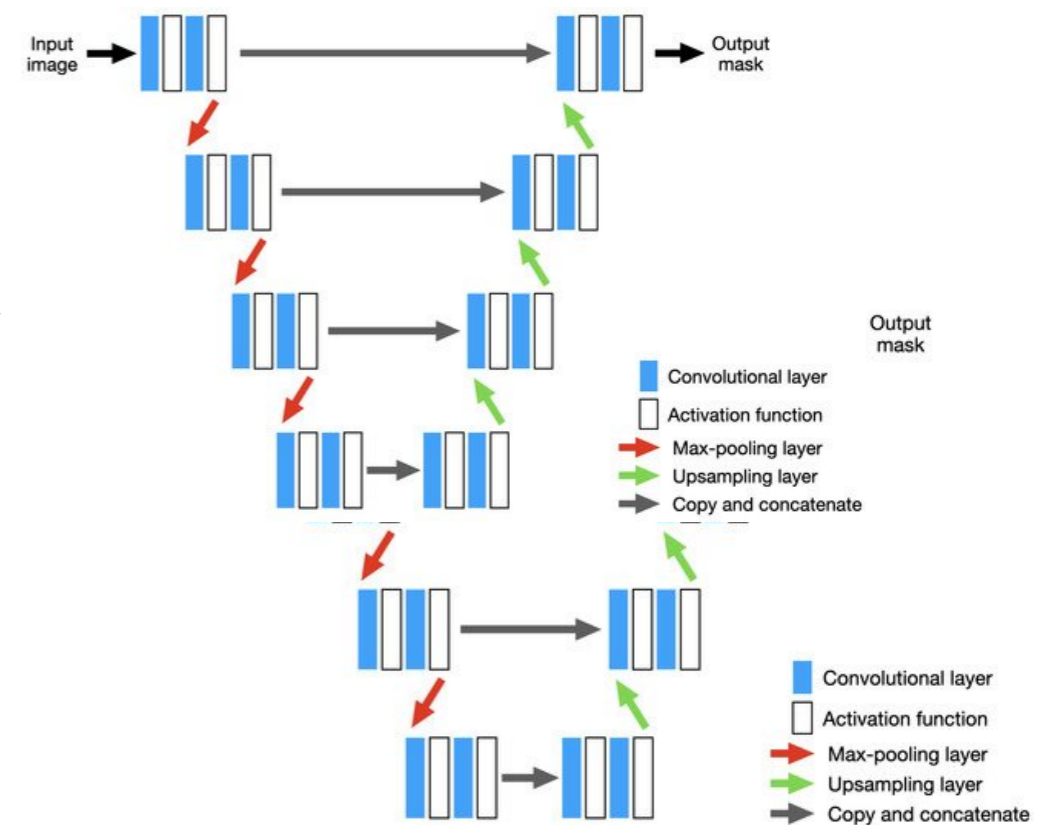 Input
image
Output
mask
Output
mask
Convolutional layer
Activation function
Max-pooling layer
Upsampling layer
Copy and concatenate
Convolutional layer
Activation function
Max-pooling layer
Upsampling layer
Copy and concatenate